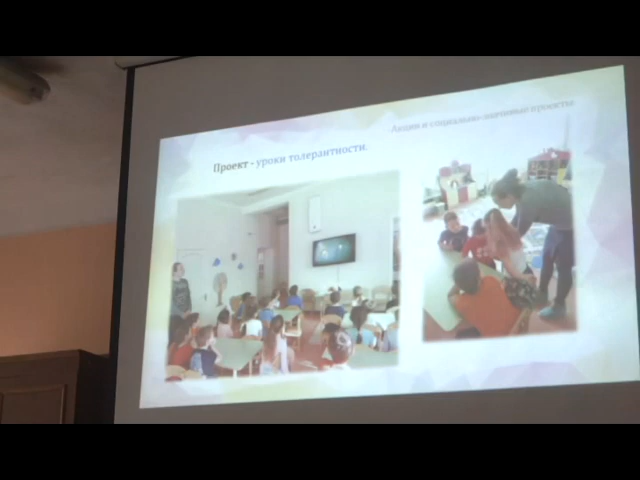 Акции и социально-значимые проекты
Проект - уроки толерантности.